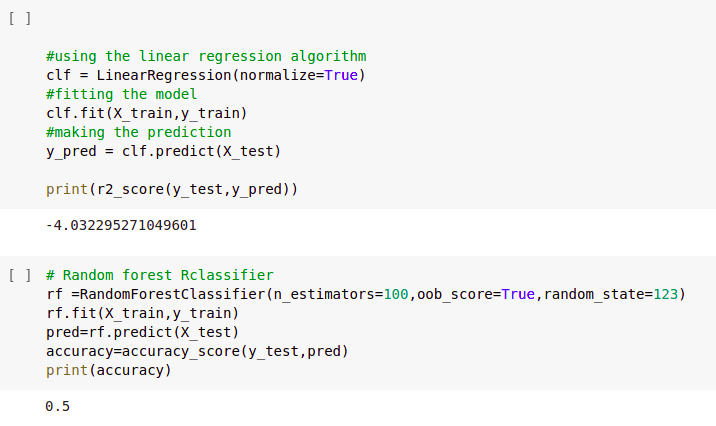 [ ]
#using the linear regression algorithm
clf = LinearRegression(normalize=True)
#fitting the model
clf.fit(X_train,y_train)
#making the prediction
y_pred = clf.predict(X_test)
print(r2_score(y_test,y_pred))
-4.032295271049601
[ ] # Random forest Rclassifier
rf =RandomForestClassifier(n_estimators=100,oob_score=True,random_state=123)
rf.fit(X_train,y_train)
pred=rf.predict(X_test)
accuracy=accuracy_score(y_test,pred)
print(accuracy)
0.5